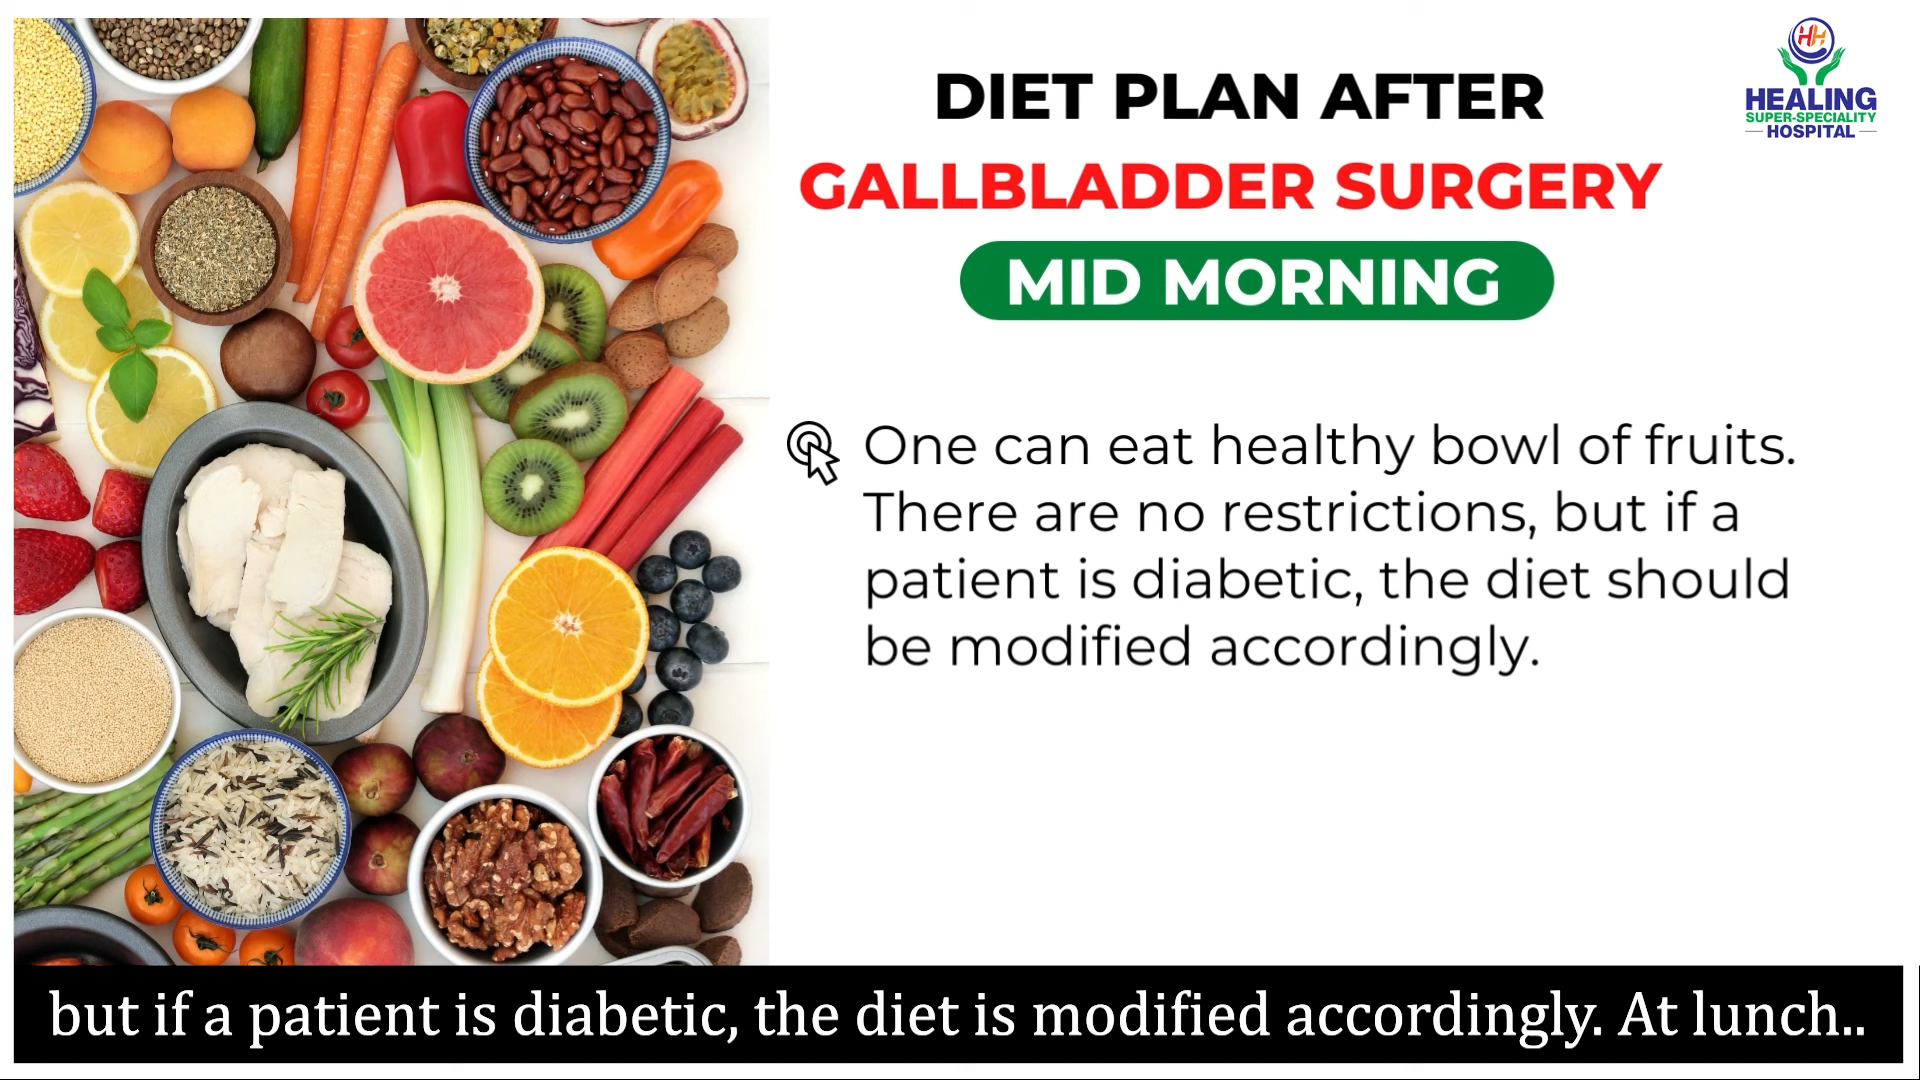 DIET PLAN AFTER
GALLBLADDER SURGERY
MID MORNING
HH
HEALING
SUPER-SPECIALITY
HOSPITAL
One can eat healthy bowl of fruits.
There are no restrictions, but if a
patient is diabetic, the diet should
be modified accordingly.
but if a patient is diabetic, the diet is modified accordingly. At lunch..